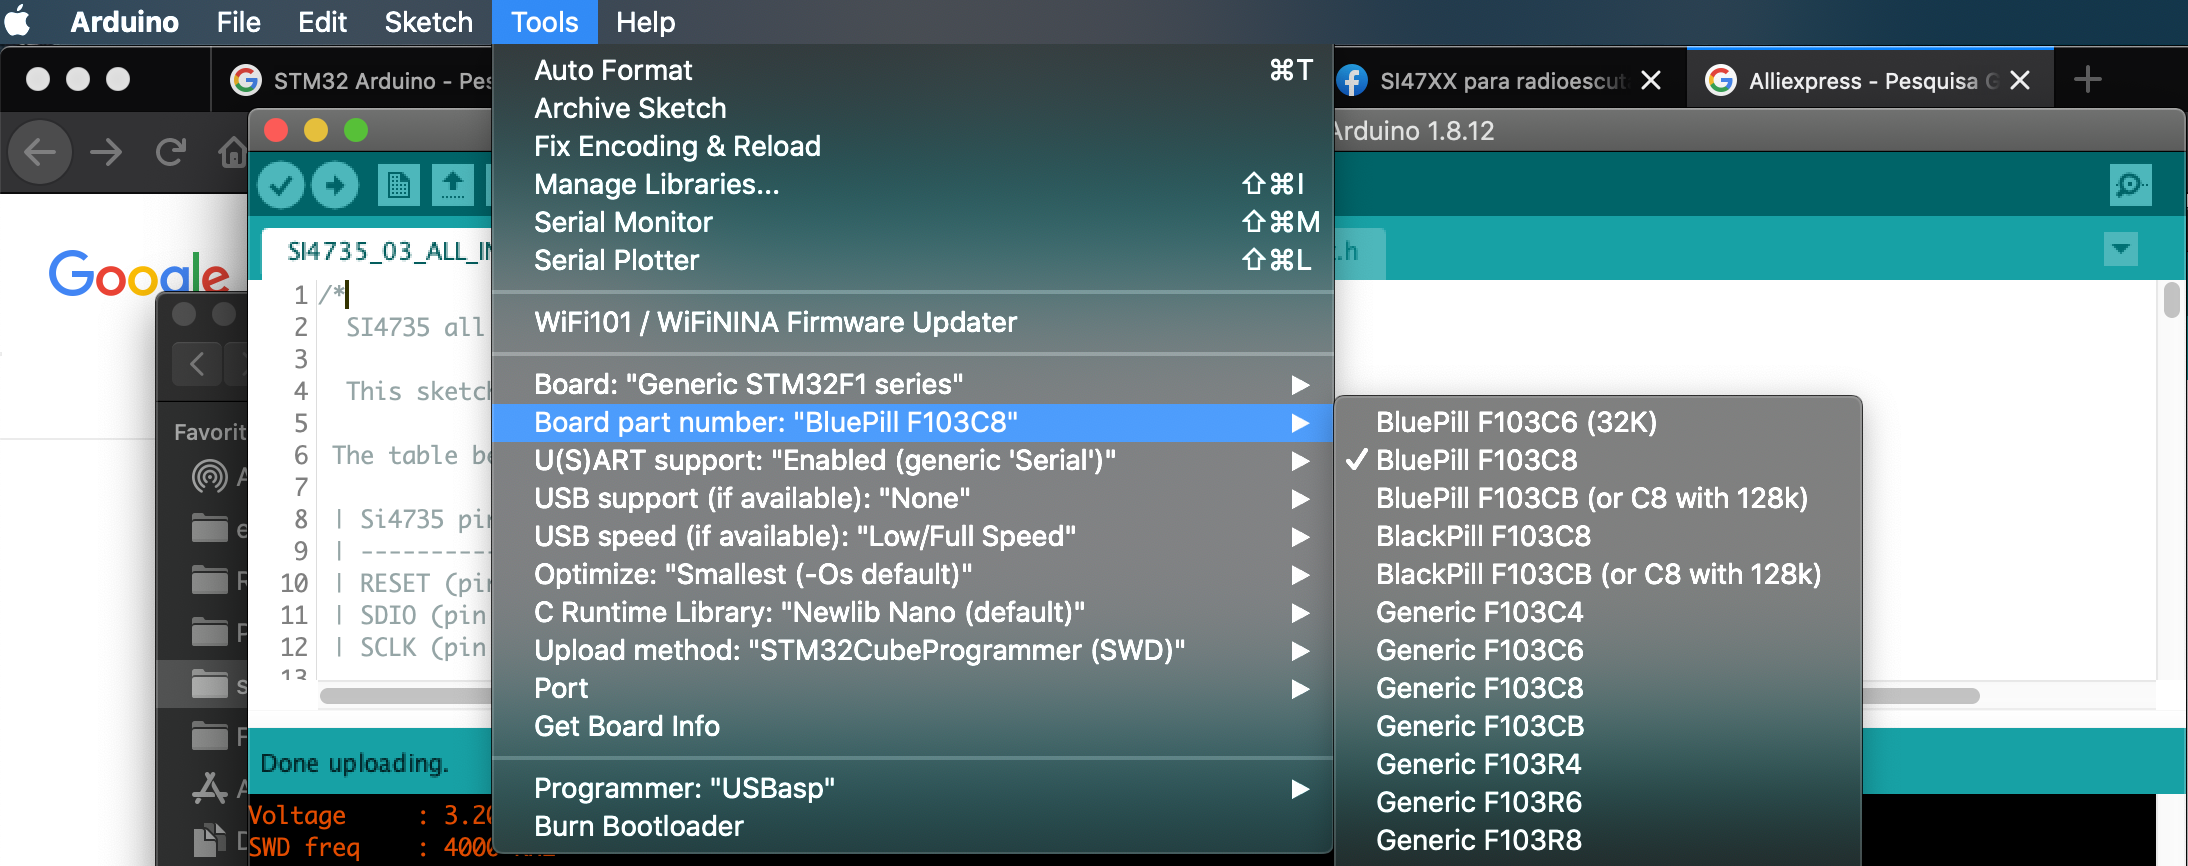 Arduino File Edit Sketch Tools Help
STM32 Arduino - Pes
SI47XX para radioescut
Alliexpress - Pesquisa G
Arduino 1.8.12
Google
SI4735_03_ALL_IN
.h
1 /*
2 SI4735 all
3
4 This sketch
5
6 The table be
7
8 | Si4735 pin
9 | ----------
10 | RESET (pin
11 | SDIO (pin
12 | SCLK (pin
13
Favorit
Done uploading.
Voltage : 3.20
SWD freq : 4000 KHz
Auto Format ⌘T
Archive Sketch
Fix Encoding & Reload
Manage Libraries... ⇧⌘I
Serial Monitor ⇧⌘M
Serial Plotter ⇧⌘L
WiFi101 / WiFiNINA Firmware Updater
Board: "Generic STM32F1 series"
Board part number: "BluePill F103C8"
U(S)ART support: "Enabled (generic 'Serial')"
USB support (if available): "None"
USB speed (if available): "Low/Full Speed"
Optimize: "Smallest (-Os default)"
C Runtime Library: "Newlib Nano (default)"
Upload method: "STM32CubeProgrammer (SWD)"
Port
Get Board Info
Programmer: "USBasp"
Burn Bootloader
BluePill F103C6 (32K)
✓ BluePill F103C8
BluePill F103CB (or C8 with 128k)
BlackPill F103C8
BlackPill F103CB (or C8 with 128k)
Generic F103C4
Generic F103C6
Generic F103C8
Generic F103CB
Generic F103R4
Generic F103R6
Generic F103R8